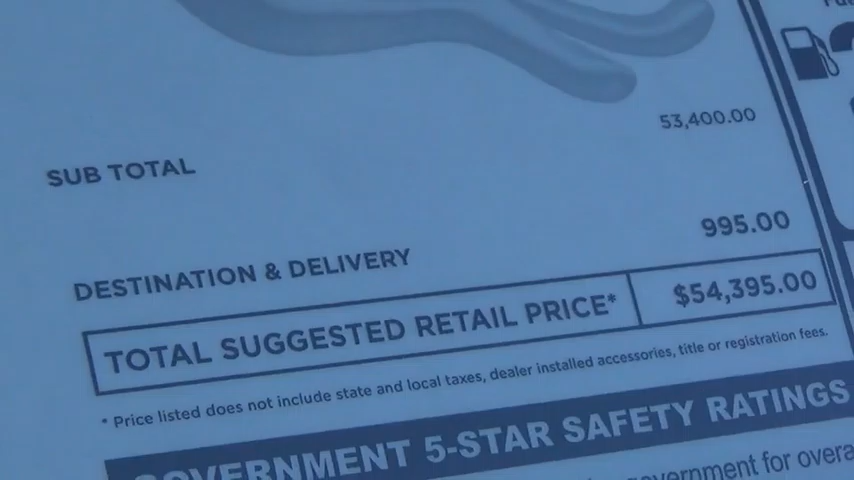 53,400.00
SUB TOTAL
995.00
DESTINATION & DELIVERY
TOTAL SUGGESTED RETAIL PRICE* $54,395.00
* Price listed does not include state and local taxes, dealer installed accessories, title or registration fees.
GOVERNMENT 5-STAR SAFETY RATINGS
government for overa